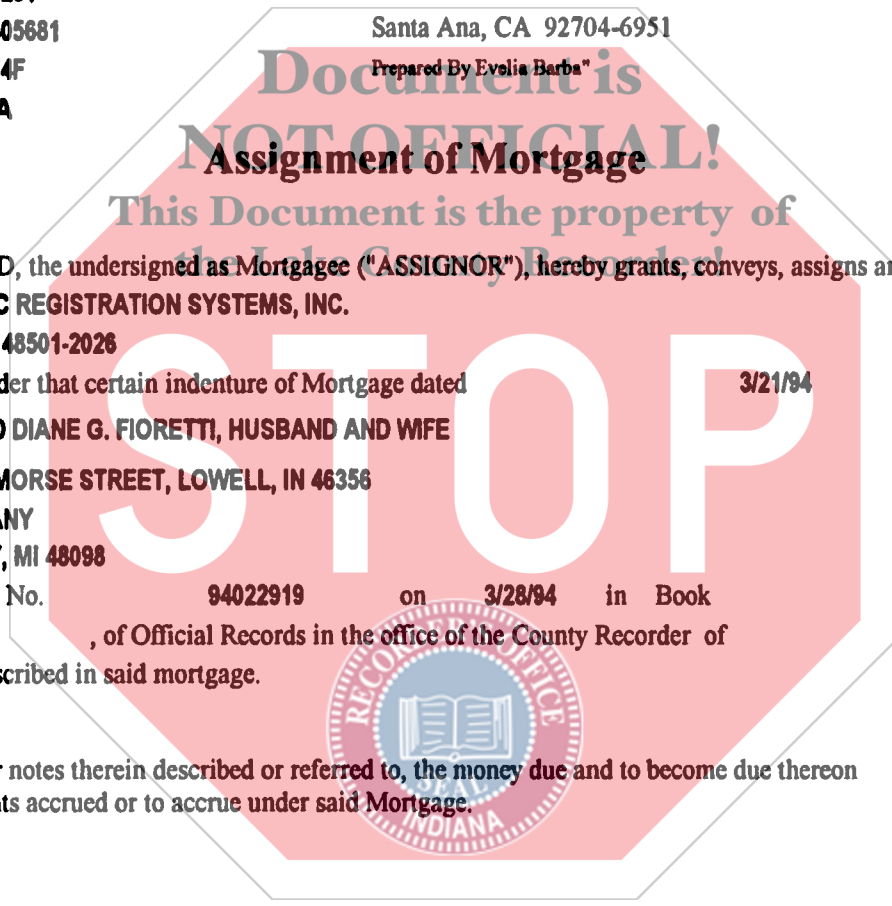 05681
Santa Ana, CA 92704-6951
4F
Prepared By Evelia Barba"
A
Document is
NOT OFFICIAL!
Assignment of Mortgage
This Document is the property of
the Lake County Recorder!
D, the undersigned as Mortgagee ("ASSIGNOR"), hereby grants, conveys, assigns an
C REGISTRATION SYSTEMS, INC.
48501-2026
der that certain indenture of Mortgage dated 3/21/94
D DIANE G. FIORETTI, HUSBAND AND WIFE
MORSE STREET, LOWELL, IN 46356
ANY
, MI 48098
No. 94022919 on 3/28/94 in Book
, of Official Records in the office of the County Recorder of
scribed in said mortgage.
r notes therein described or referred to, the money due and to become due thereon
ts accrued or to accrue under said Mortgage.
STOP
RECORDER'S OFFICE
SEAL
INDIANA